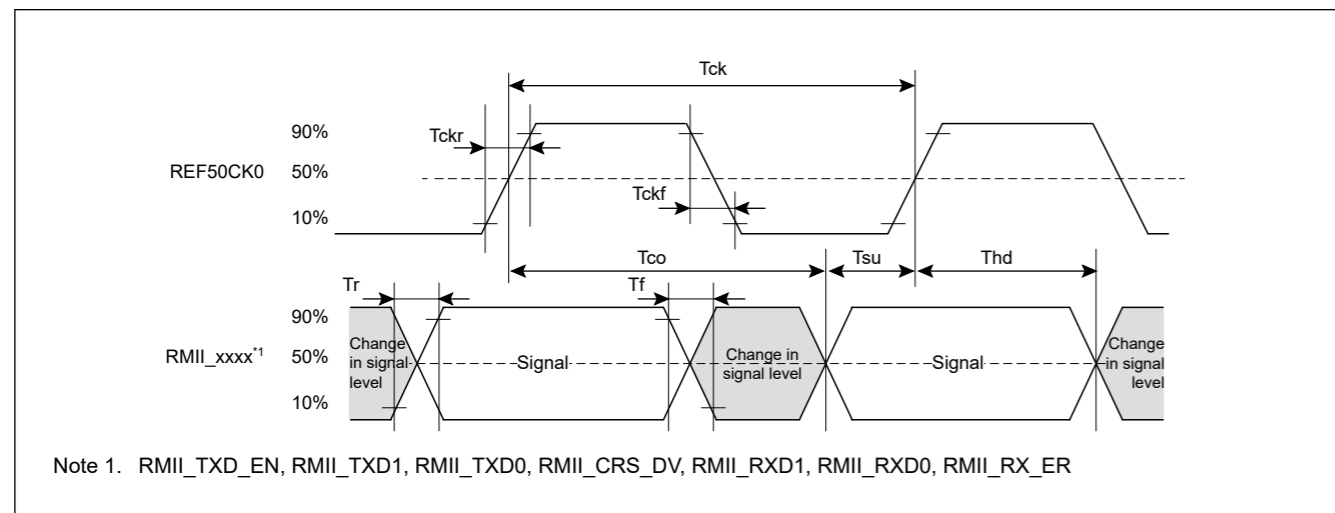 Tck
90%
Tckr
REF50CK0 50%
Tckf
10%
Tco Tsu Thd
Tr Tf
90%
RMII_xxxx*1 50%
Change
in signal
level
Signal
Change in
signal level
Signal
Change
in signal
level
10%
Note 1. RMII_TXD_EN, RMII_TXD1, RMII_TXD0, RMII_CRS_DV, RMII_RXD1, RMII_RXD0, RMII_RX_ER